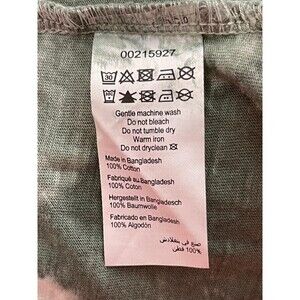 00215927
30
Gentle machine wash
Do not bleach
Do not tumble dry
Warm iron
Do not dryclean
Made in Bangladesh
100% Cotton
Fabriqué au Bangladesh
100% Coton
Hergestellt in Bangladesch
100% Baumwolle
Fabricado en Bangladesh
100% Algodón
صنع في بنغلادش
100% قطن